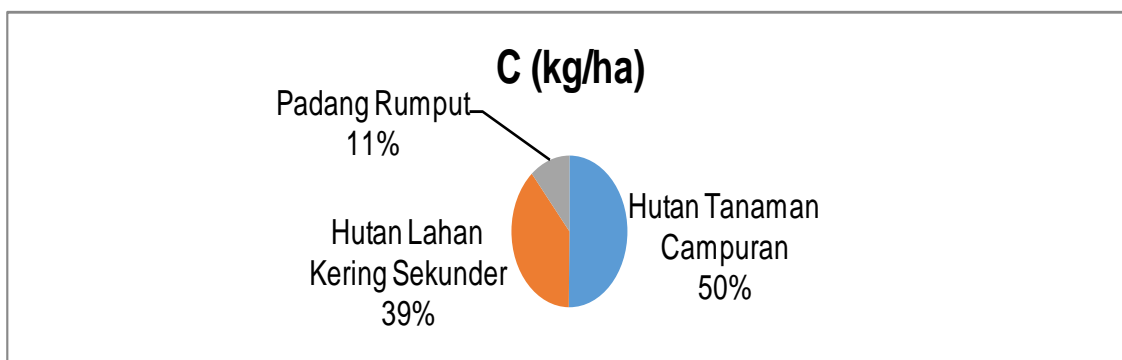 C (kg/ha)
Padang Rumput
11%
Hutan Tanaman
Campuran
50%
Hutan Lahan
Kering Sekunder
39%